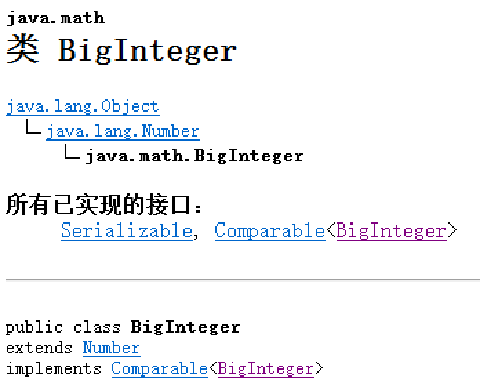 java.math
类 BigInteger
java.lang.Object
java.lang.Number
java.math.BigInteger
所有已实现的接口：
Serializable, Comparable<BigInteger>
public class BigInteger
extends Number
implements Comparable<BigInteger>